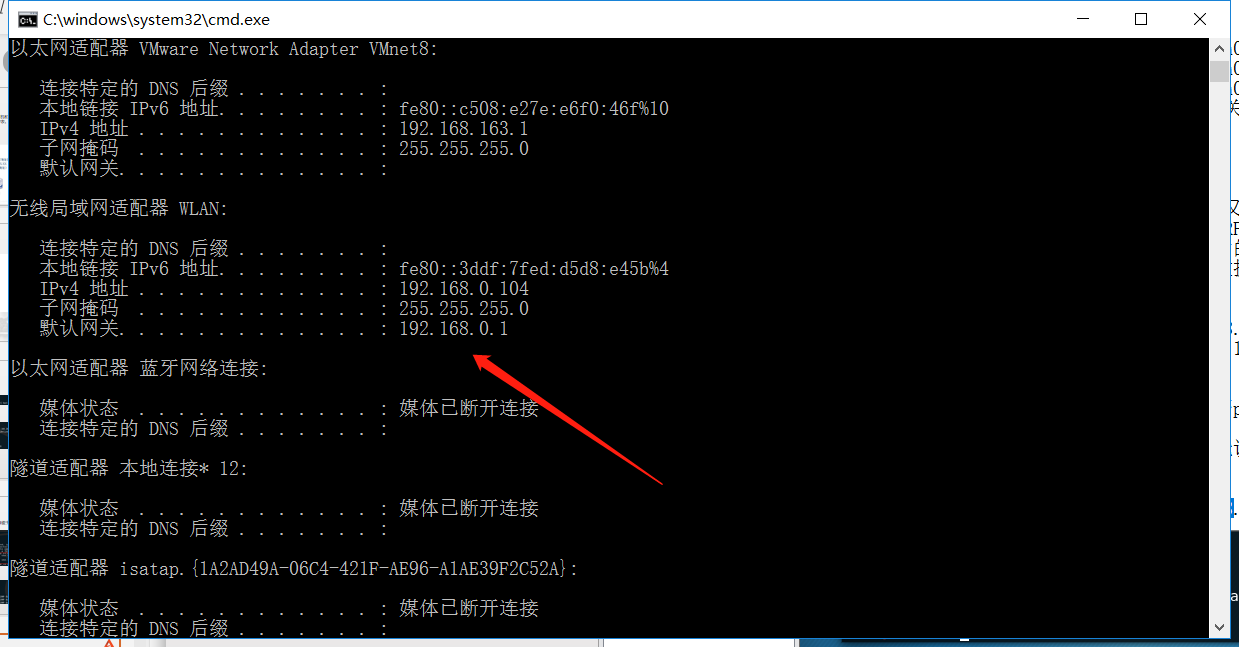 C:\windows\system32\cmd.exe
以太网适配器 VMware Network Adapter VMnet8:
连接特定的 DNS 后缀 . . . . . . . :
本地链接 IPv6 地址. . . . . . . . : fe80::c508:e27e:e6f0:46f%10
IPv4 地址 . . . . . . . . . . . . : 192.168.163.1
子网掩码  . . . . . . . . . . . . : 255.255.255.0
默认网关. . . . . . . . . . . . . :
无线局域网适配器 WLAN:
连接特定的 DNS 后缀 . . . . . . . :
本地链接 IPv6 地址. . . . . . . . : fe80::3ddf:7fed:d5d8:e45b%4
IPv4 地址 . . . . . . . . . . . . : 192.168.0.104
子网掩码  . . . . . . . . . . . . : 255.255.255.0
默认网关. . . . . . . . . . . . . : 192.168.0.1
以太网适配器 蓝牙网络连接:
媒体状态  . . . . . . . . . . . . : 媒体已断开连接
连接特定的 DNS 后缀 . . . . . . . :
隧道适配器 本地连接* 12:
媒体状态  . . . . . . . . . . . . : 媒体已断开连接
连接特定的 DNS 后缀 . . . . . . . :
隧道适配器 isatap.{1A2AD49A-06C4-421F-AE96-A1AE39F2C52A}:
媒体状态  . . . . . . . . . . . . : 媒体已断开连接
连接特定的 DNS 后缀 . . . . . . . :